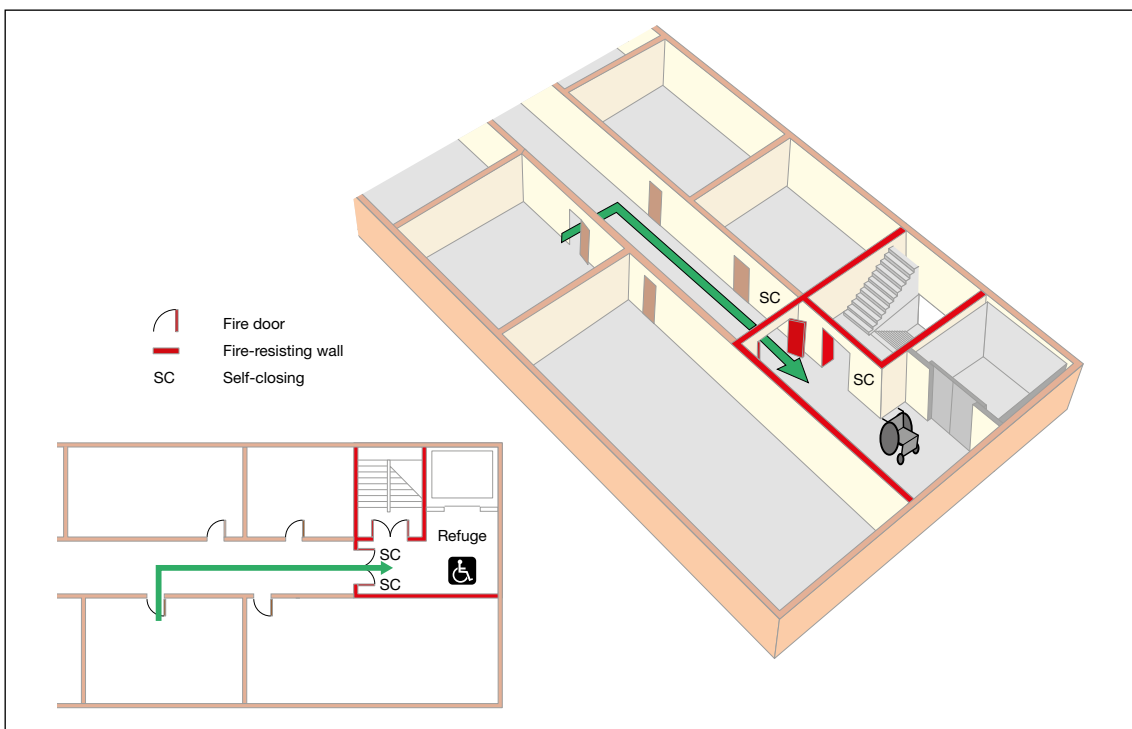 SC
SC
Fire door
Fire-resisting wall
SC Self-closing
Refuge
SC
SC